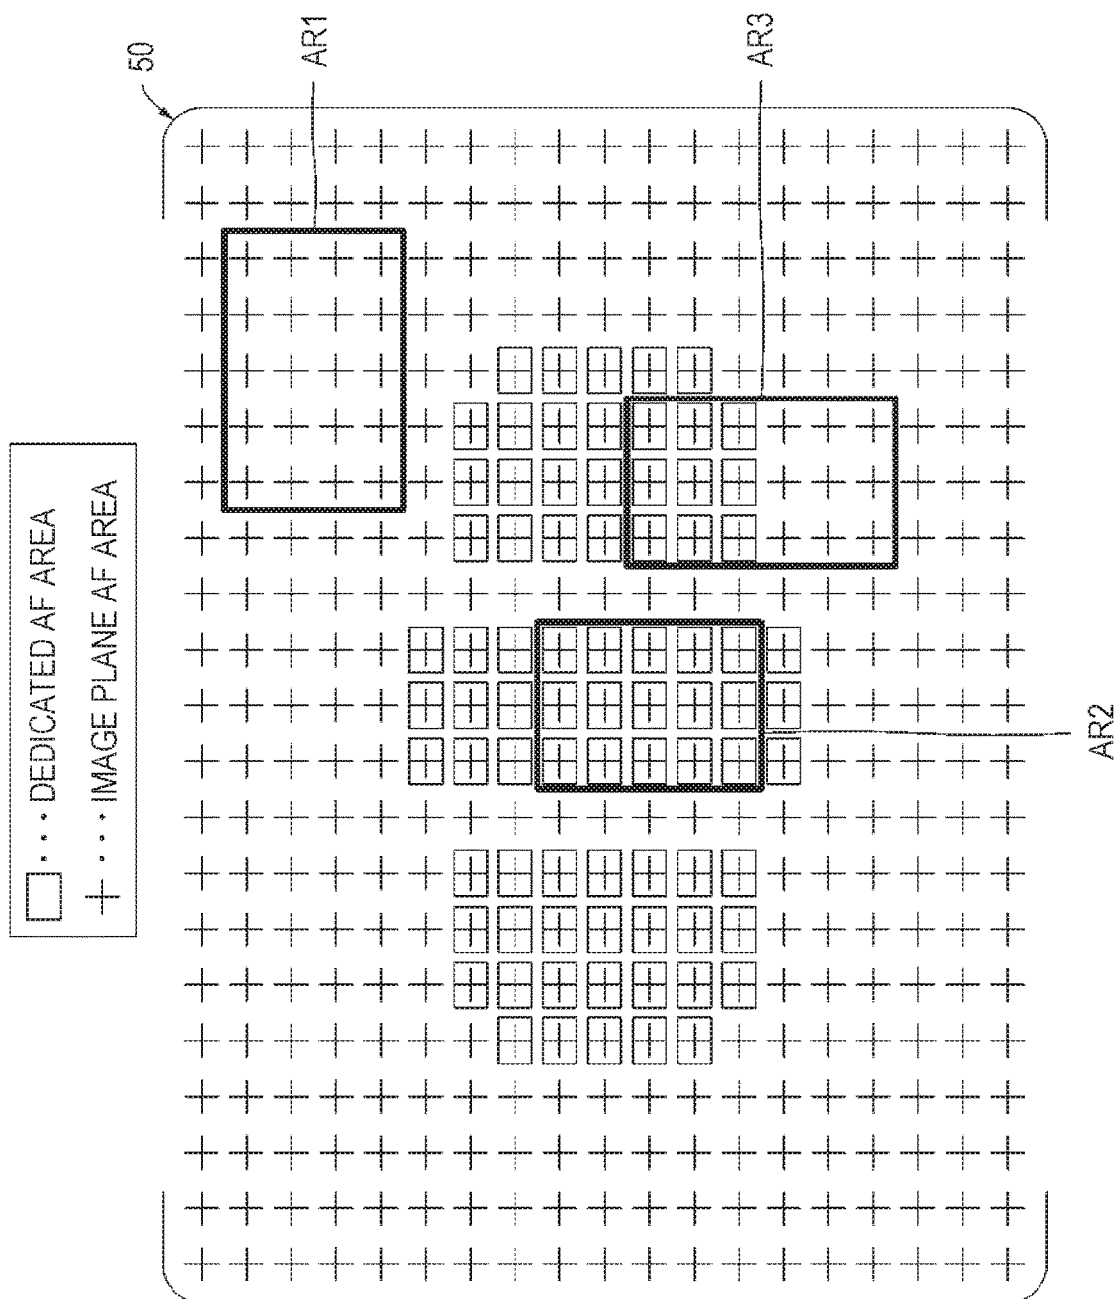 □ ··· DEDICATED AF AREA
+ ··· IMAGE PLANE AF AREA
50
AR1
AR3
AR2